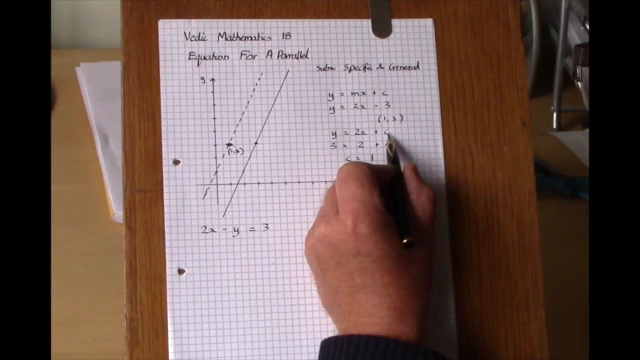 Vedic Mathematics 18
Equation For A Parallel
Sutra Specific & General
y
y = mx + c
y = 2x - 3
(1, 3)
y = 2x + c
3 = 2 +
c = 1
(1,3)
2x - y = 3